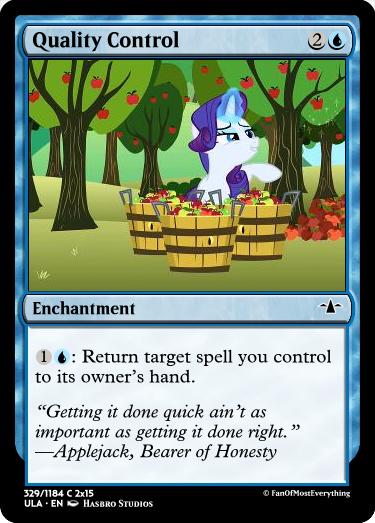 Quality Control 2
Enchantment
1 : Return target spell you control
to its owner's hand.
“Getting it done quick ain't as
important as getting it done right.”
—Applejack, Bearer of Honesty
329/1184 C 2x15
ULA • EN Hasbro Studios
© FanOfMostEverything